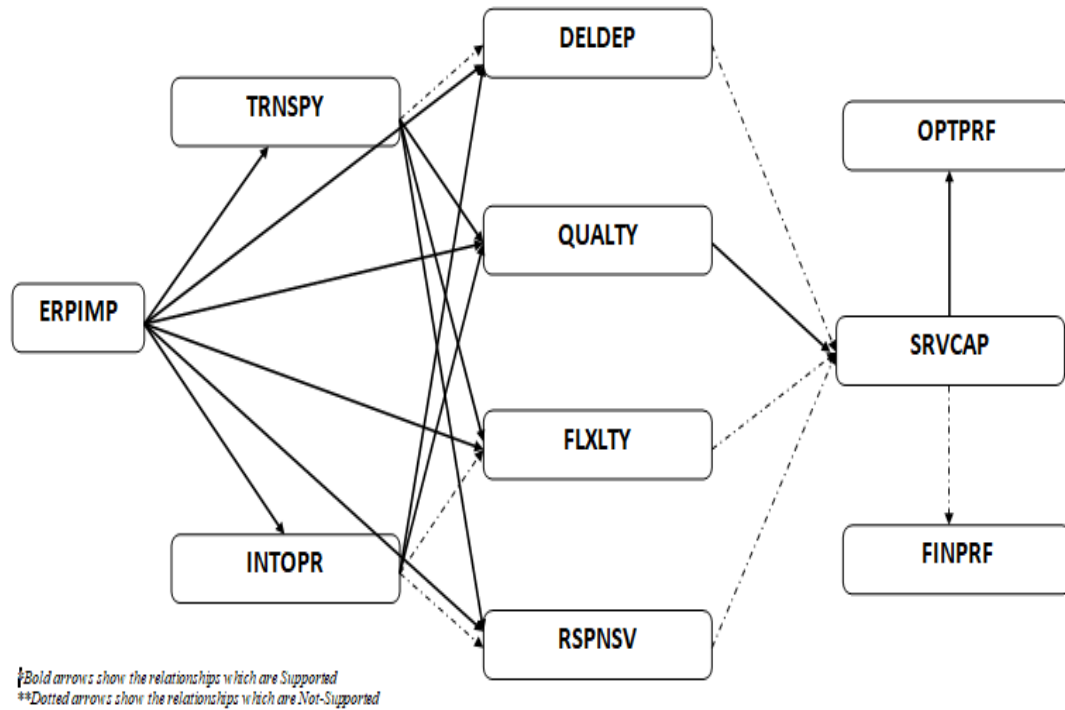 DELDEP
TRNSPY
OPTPRF
QUALTY
ERPIMP
SRVCAP
FLXLTY
INTOPR
FINPRF
RSPNSV
*Bold arrows show the relationships which are Supported
**Dotted arrows show the relationships which are Not-Supported